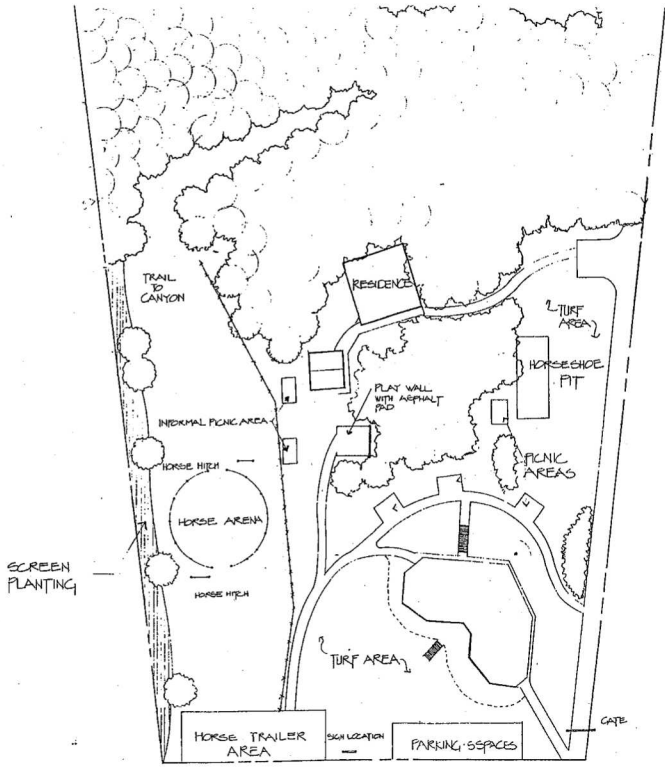 TRAIL
TO
CANYON
RESIDENCE
TURF
AREA
HORSESHOE
PIT
PLAY WALL
WITH ASPHALT
PAD
INFORMAL PICNIC AREA
PICNIC
AREAS
HORSE HITCH
HORSE ARENA
SCREEN
PLANTING
HORSE HITCH
TURF AREA
GATE
HORSE TRAILER
AREA
SIGN LOCATION
PARKING·5SPACES